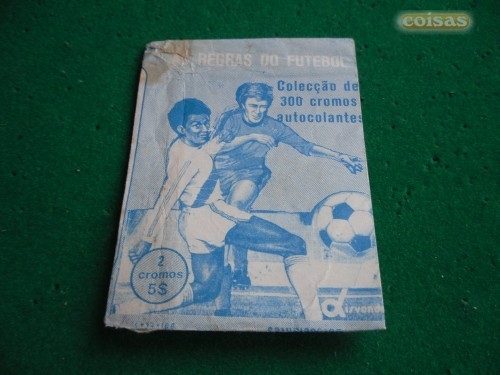 coisas
REGRAS DO FUTEBOL
Colecção de
300 cromos
autocolantes
2
cromos
5$